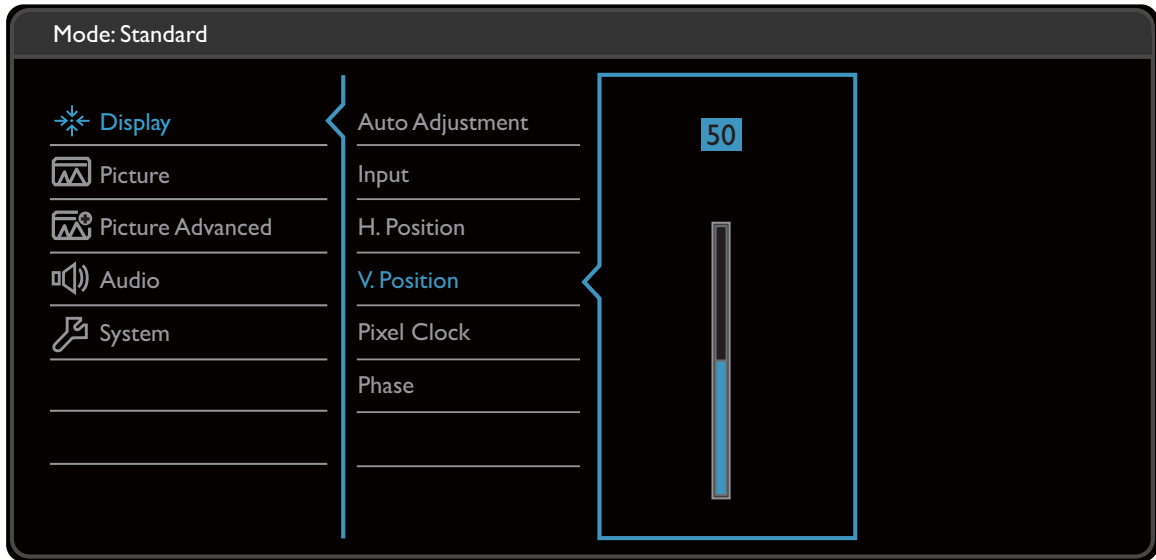 Mode: Standard
Display
Picture
Picture Advanced
Audio
System
Auto Adjustment
Input
H. Position
V. Position
Pixel Clock
Phase
50